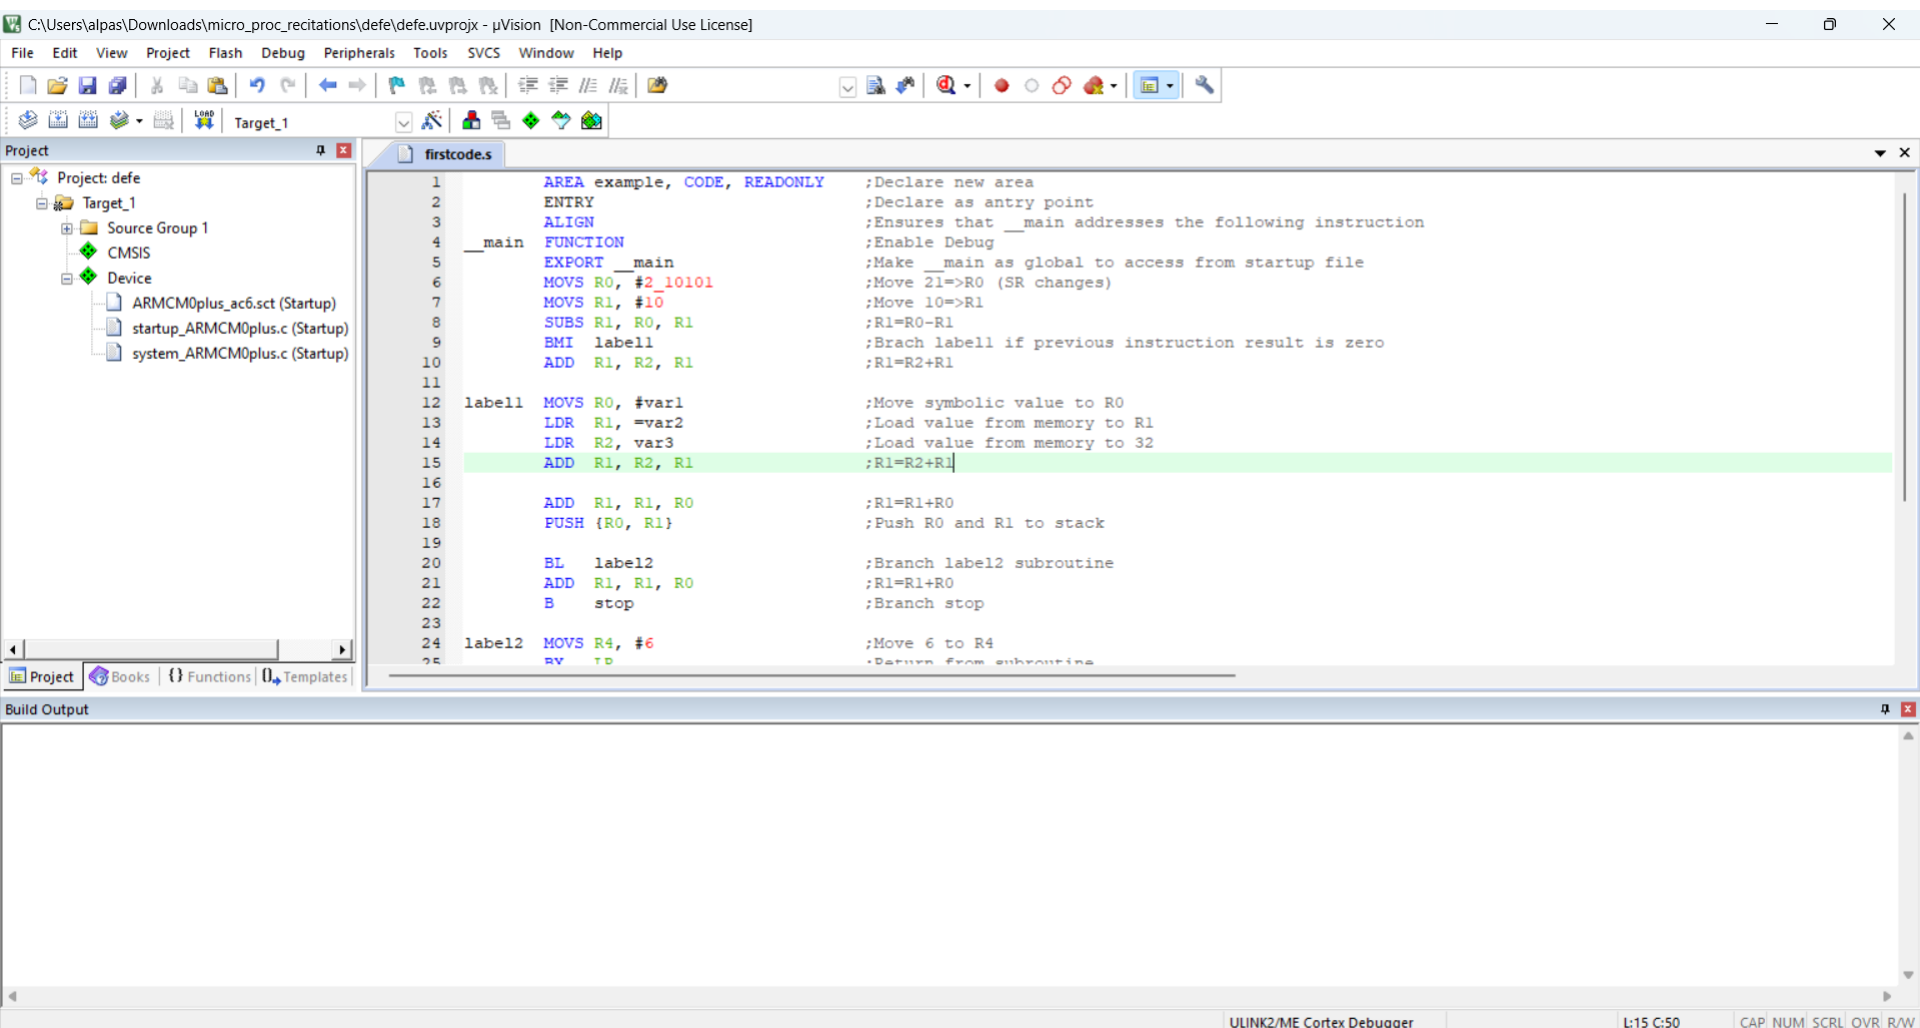 C:\Users\alpas\Downloads\micro_proc_recitations\defe\defe.uvprojx - µVision  [Non-Commercial Use License]
File Edit View Project Flash Debug Peripherals Tools SVCS Window Help
LOAD
Target_1
Project
Project: defe
Target_1
Source Group 1
CMSIS
Device
ARMCM0plus_ac6.sct (Startup)
startup_ARMCM0plus.c (Startup)
system_ARMCM0plus.c (Startup)
Project Books {} Functions 0 Templates
firstcode.s
1 AREA example, CODE, READONLY ;Declare new area
2 ENTRY ;Declare as antry point
3 ALIGN ;Ensures that __main addresses the following instruction
4 __main FUNCTION ;Enable Debug
5 EXPORT __main ;Make __main as global to access from startup file
6 MOVS R0, #2_10101 ;Move 21=>R0 (SR changes)
7 MOVS R1, #10 ;Move 10=>R1
8 SUBS R1, R0, R1 ;R1=R0-R1
9 BMI label1 ;Brach label1 if previous instruction result is zero
10 ADD R1, R2, R1 ;R1=R2+R1
11
12 label1 MOVS R0, #var1 ;Move symbolic value to R0
13 LDR R1, =var2 ;Load value from memory to R1
14 LDR R2, var3 ;Load value from memory to 32
15 ADD R1, R2, R1 ;R1=R2+R1
16
17 ADD R1, R1, R0 ;R1=R1+R0
18 PUSH {R0, R1} ;Push R0 and R1 to stack
19
20 BL label2 ;Branch label2 subroutine
21 ADD R1, R1, R0 ;R1=R1+R0
22 B stop ;Branch stop
23
24 label2 MOVS R4, #6 ;Move 6 to R4
25 BX LR ;Return from subroutine
Build Output
ULINK2/ME Cortex Debugger L:15 C:50 CAP NUM SCRL OVR R/W